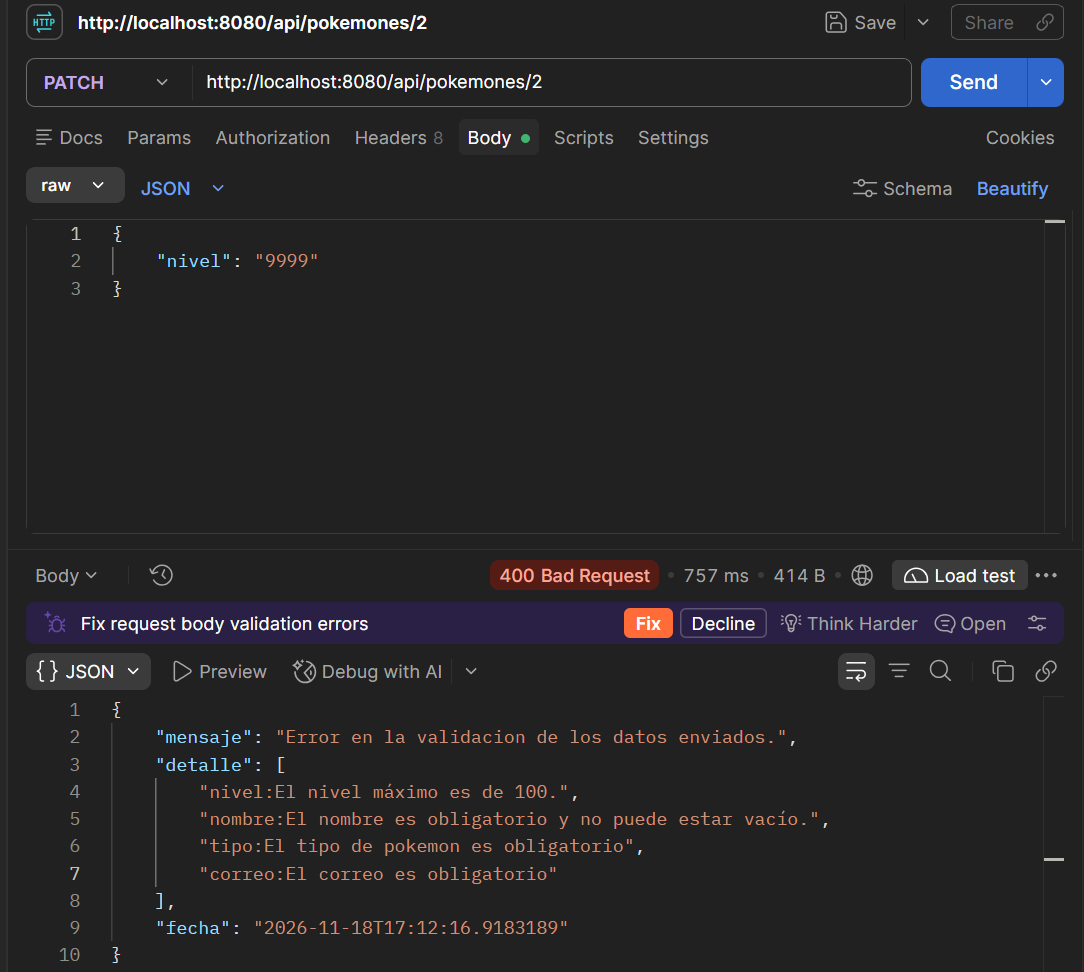 HTTP http://localhost:8080/api/pokemones/2 Save Share
PATCH http://localhost:8080/api/pokemones/2 Send
Docs Params Authorization Headers 8 Body Scripts Settings Cookies
raw JSON Schema Beautify
1 {
2 "nivel": "9999"
3 }
Body 400 Bad Request • 757 ms • 414 B • Load test
Fix request body validation errors Fix Decline Think Harder Open
{} JSON Preview Debug with AI
1 {
2 "mensaje": "Error en la validacion de los datos enviados.",
3 "detalle": [
4 "nivel:El nivel máximo es de 100.",
5 "nombre:El nombre es obligatorio y no puede estar vacío.",
6 "tipo:El tipo de pokemon es obligatorio",
7 "correo:El correo es obligatorio"
8 ],
9 "fecha": "2026-11-18T17:12:16.9183189"
10 }